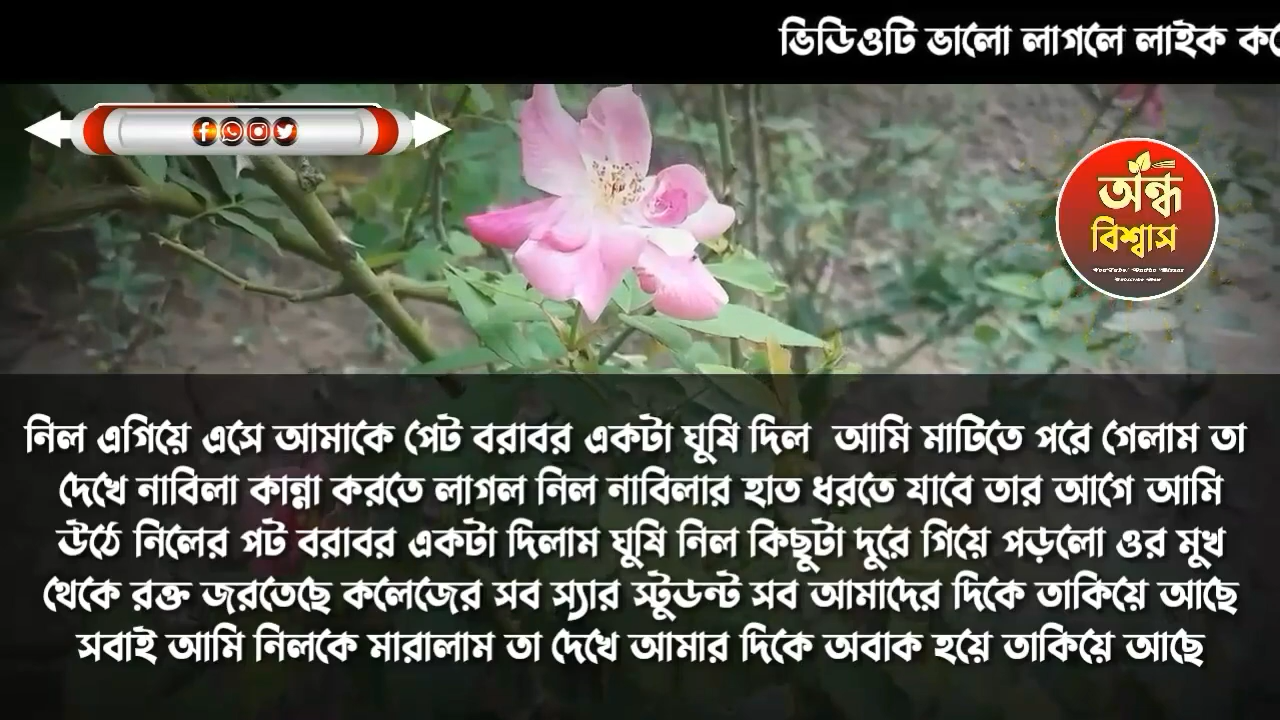 ভিডিওটি ভালো লাগলে লাইক
অন্ধ
বিশ্বাস
নিল এগিয়ে এসে আমাকে পেট বরাবর একটা ঘুষি দিল আমি মাটিতে পরে গেলাম তা
দেখে নাবিলা কান্না করতে লাগল নিল নাবিলার হাত ধরতে যাবে তার আগে আমি
উঠে নিলের পট বরাবর একটা দিলাম ঘুষি নিল কিছুটা দুরে গিয়ে পড়লো ওর মুখ
থেকে রক্ত জরতেছে কলেজের সব স্যার স্টুডন্ট সব আমাদের দিকে তাকিয়ে আছে
সবাই আমি নিলকে মারালাম তা দেখে আমার দিকে অবাক হয়ে তাকিয়ে আছে